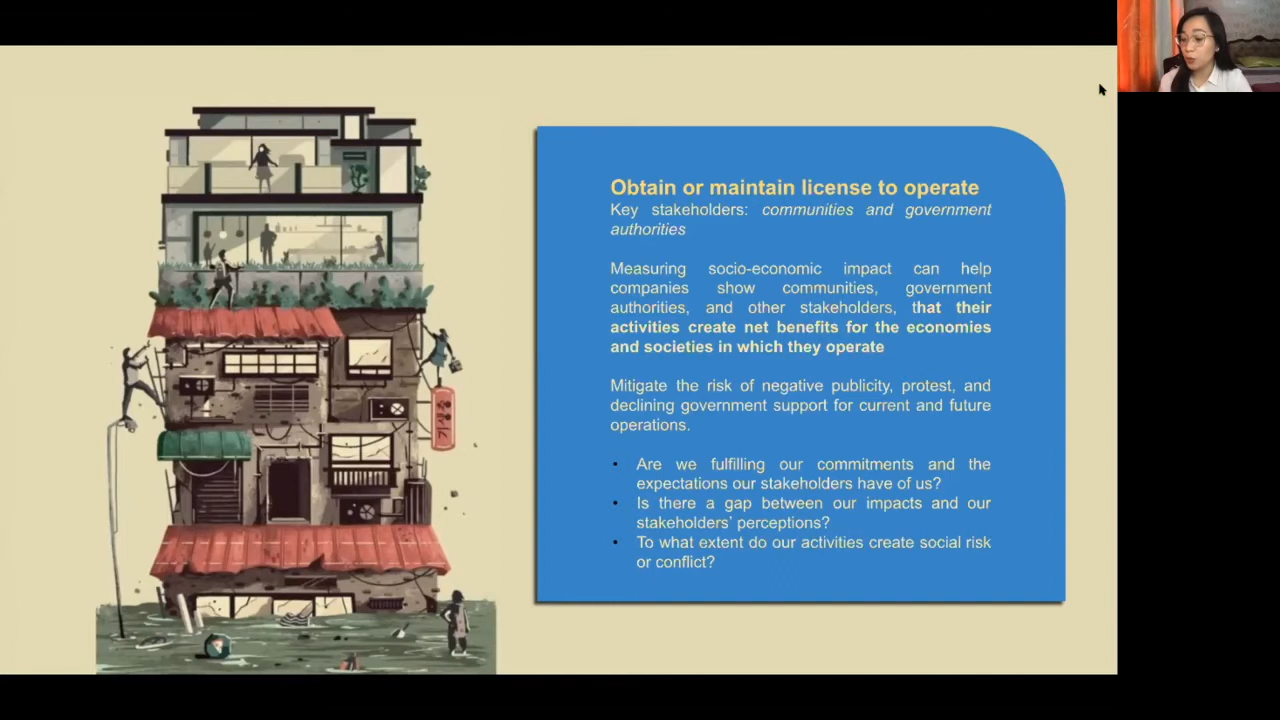 Obtain or maintain license to operate
Key stakeholders: communities and government
authorities
Measuring socio-economic impact can help
companies show communities, government
authorities, and other stakeholders, that their
activities create net benefits for the economies
and societies in which they operate
Mitigate the risk of negative publicity, protest, and
declining government support for current and future
operations.
• Are we fulfilling our commitments and the
expectations our stakeholders have of us?
• Is there a gap between our impacts and our
stakeholders’ perceptions?
• To what extent do our activities create social risk
or conflict?